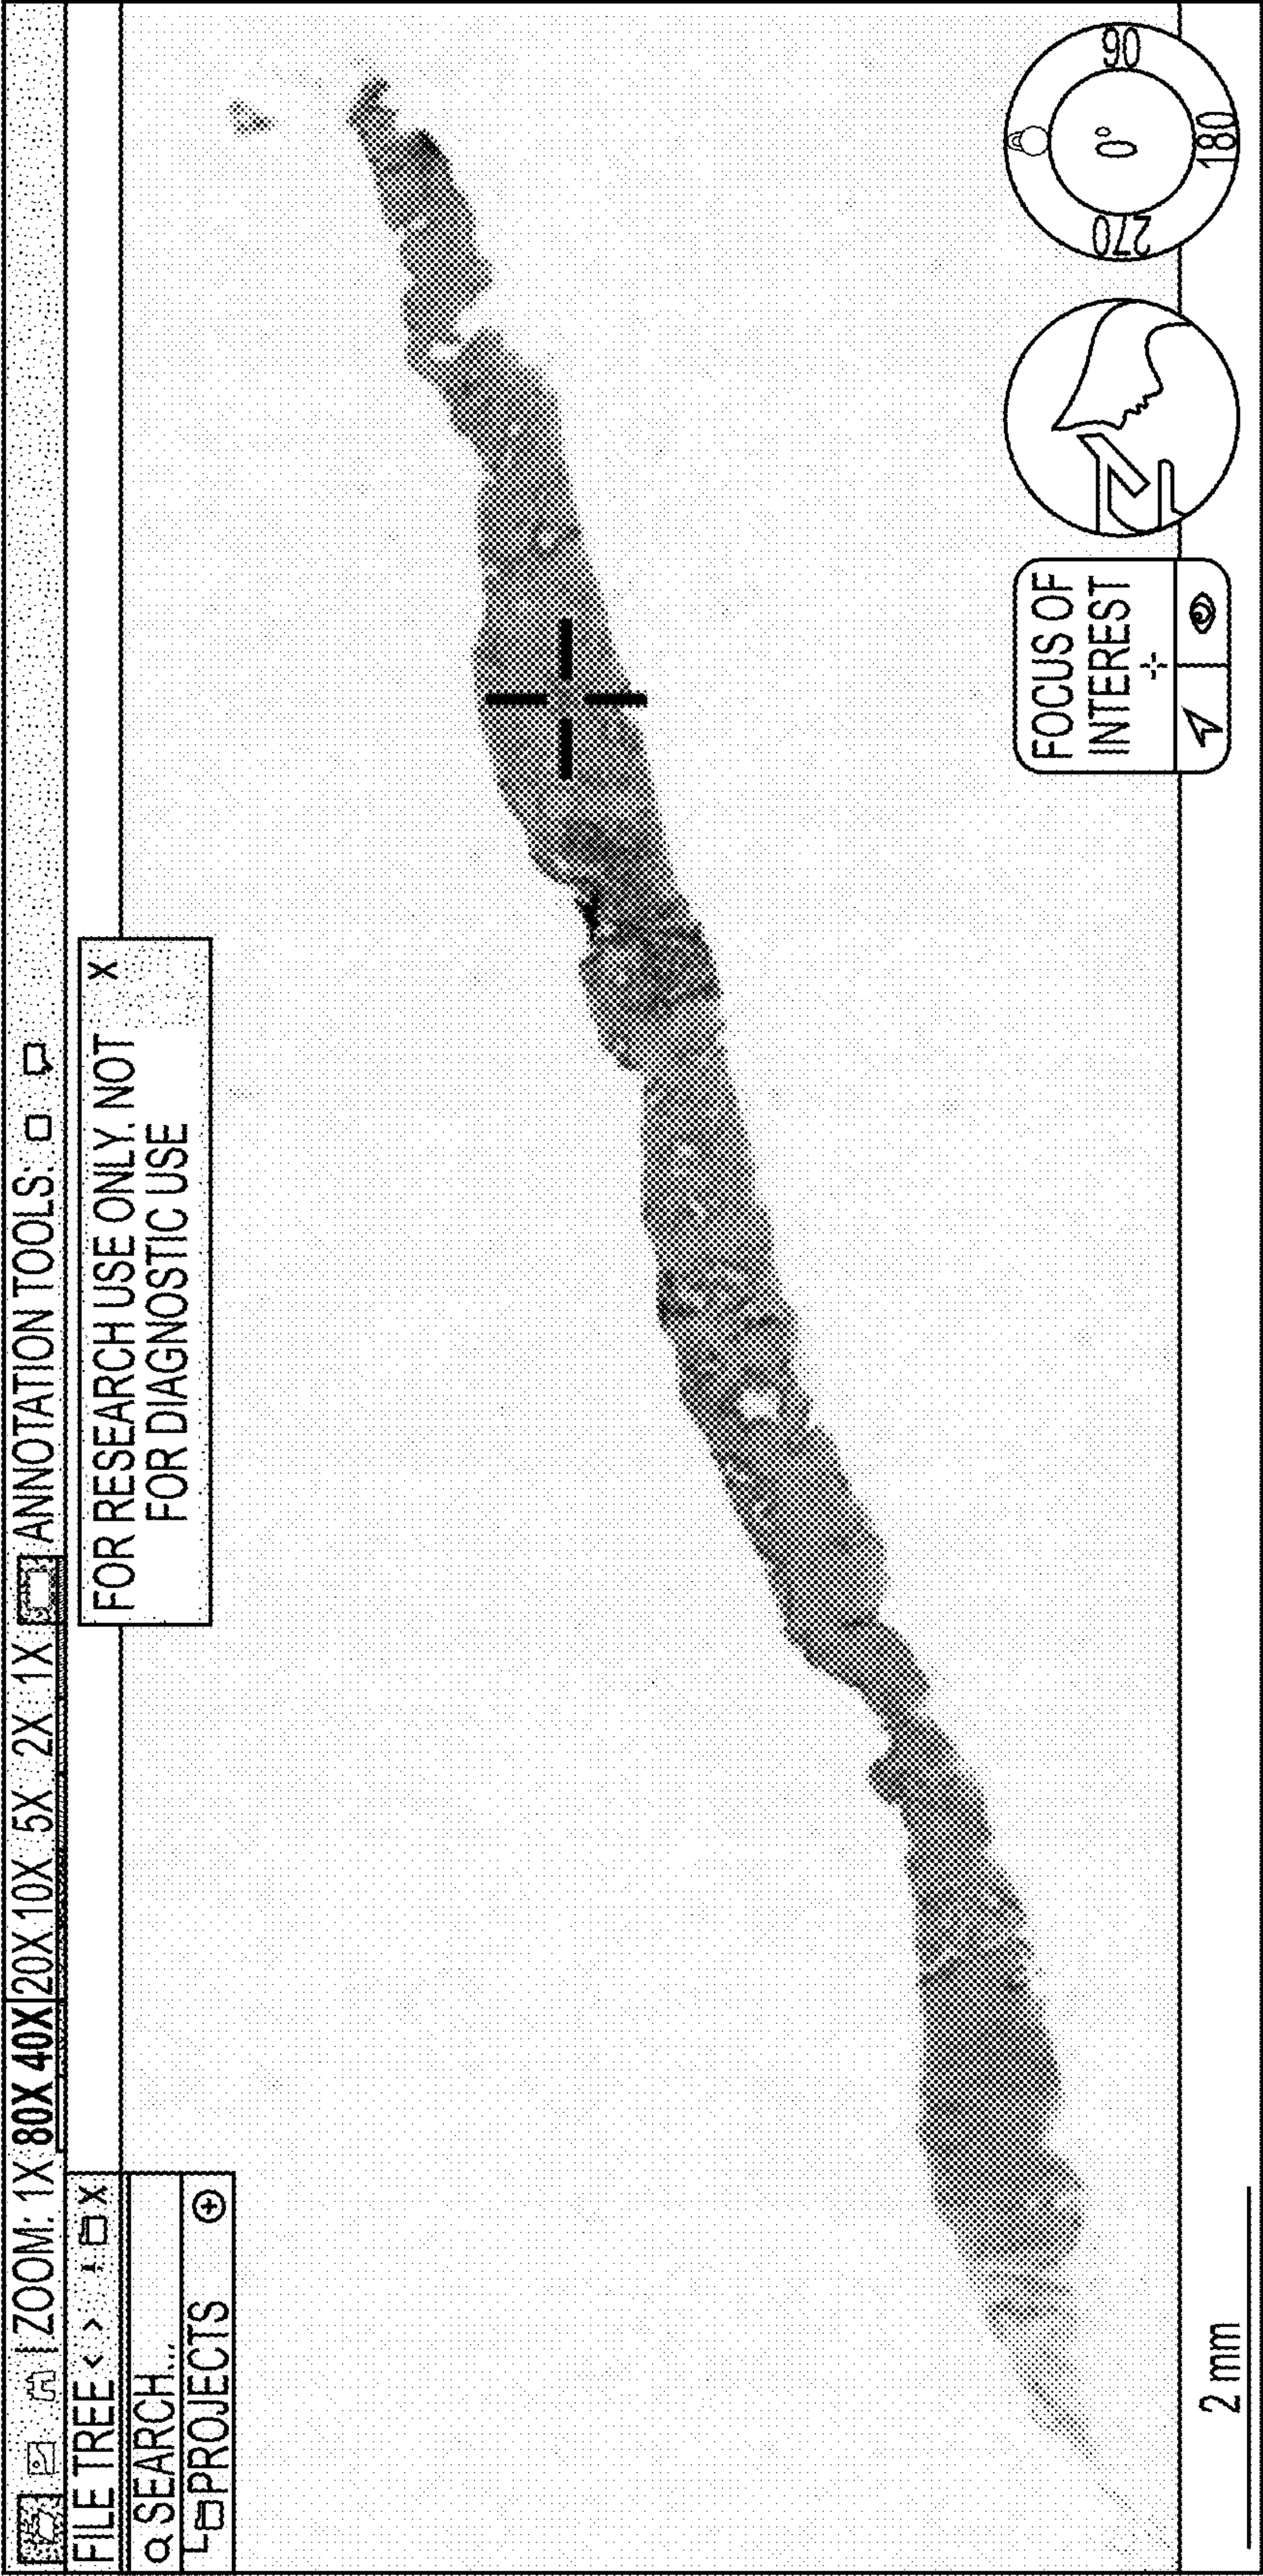 ZOOM: 1X 80X 40X 20X 10X 5X 2X 1X ANNOTATION TOOLS:
FILE TREE < > X
SEARCH...
PROJECTS
FOR RESEARCH USE ONLY. NOT X
FOR DIAGNOSTIC USE
2 mm
FOCUS OF
INTEREST
270
0°
90
180